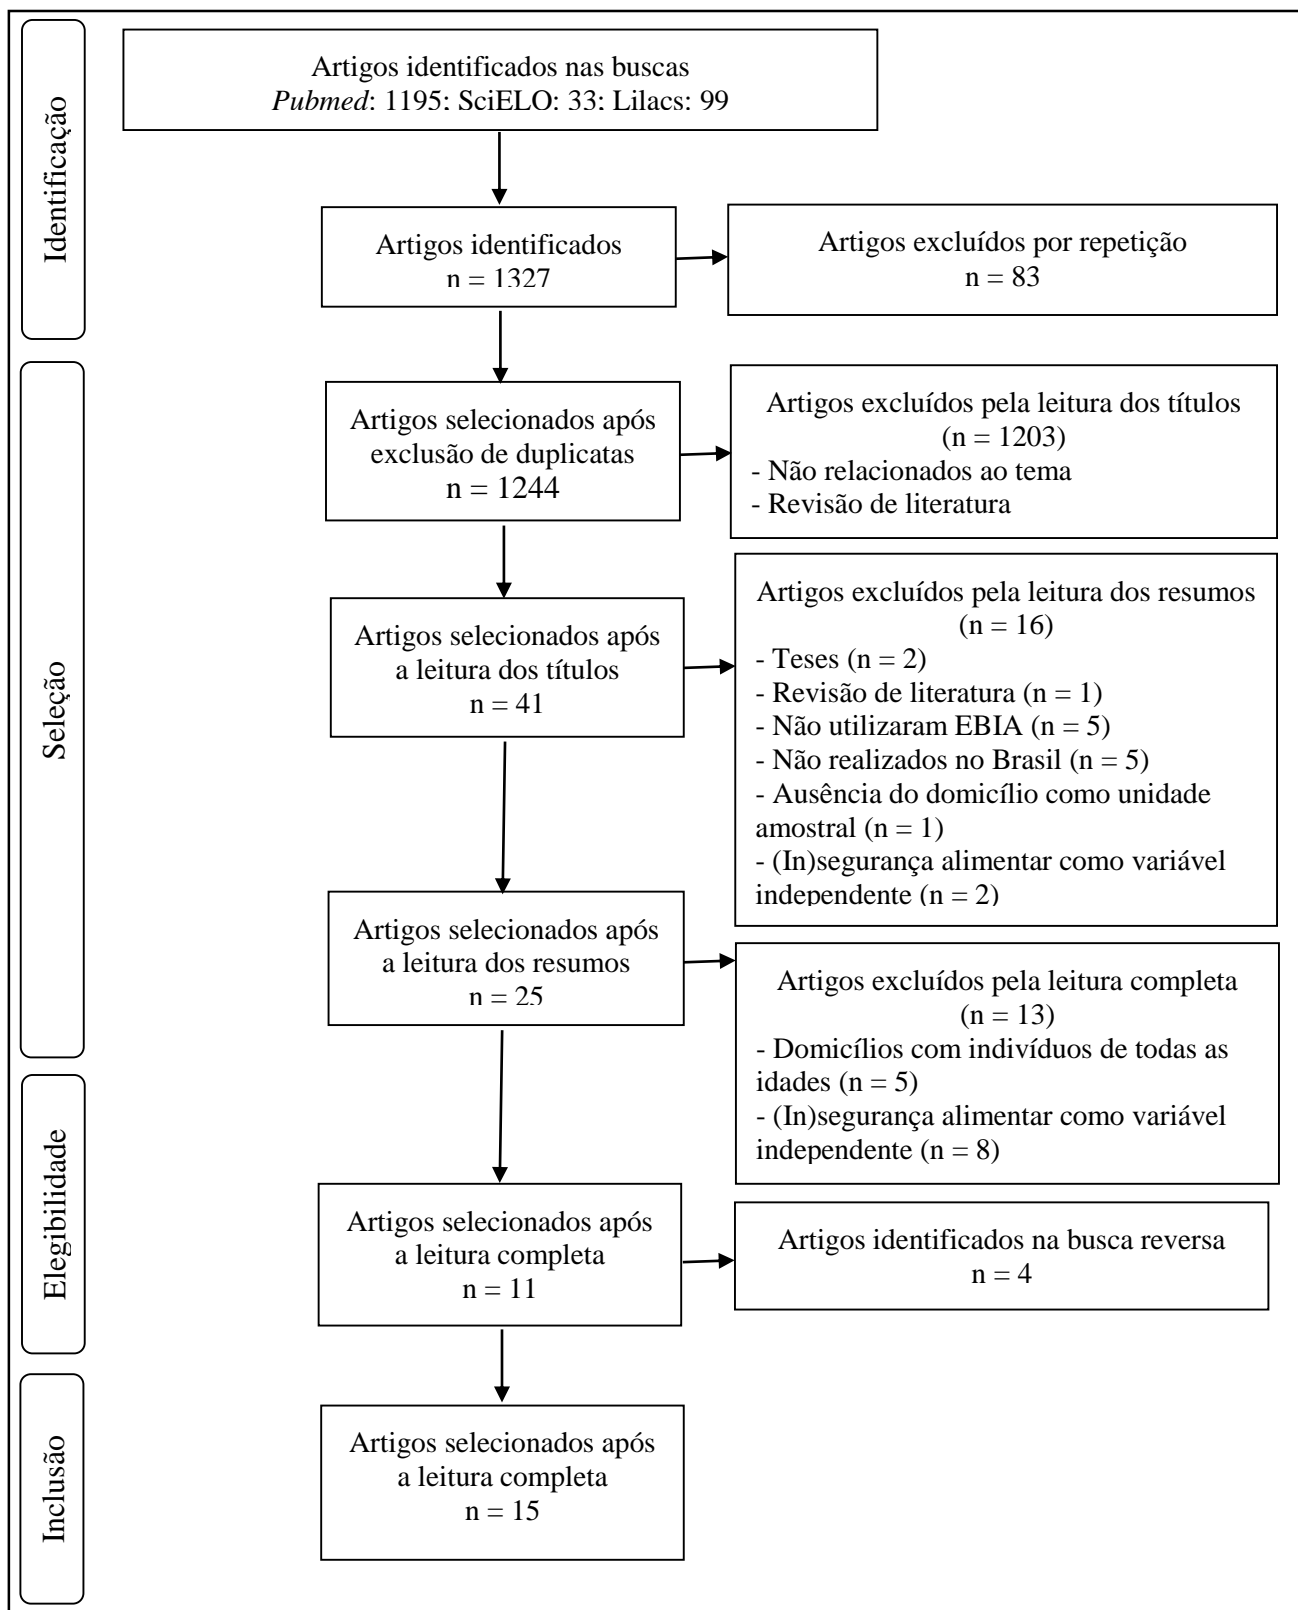 Identificação
Artigos identificados nas buscas
Pubmed: 1195; SciELO: 33; Lilacs: 99
Artigos identificados
n = 1327
Artigos excluídos por repetição
n = 83
Seleção
Artigos selecionados após
exclusão de duplicatas
n = 1244
Artigos excluídos pela leitura dos títulos
(n = 1203)
- Não relacionados ao tema
- Revisão de literatura
Artigos selecionados após
a leitura dos títulos
n = 41
Artigos excluídos pela leitura dos resumos
(n = 16)
- Teses (n = 2)
- Revisão de literatura (n = 1)
- Não utilizaram EBIA (n = 5)
- Não realizados no Brasil (n = 5)
- Ausência do domicílio como unidade
amostral (n = 1)
- (In)segurança alimentar como variável
independente (n = 2)
Artigos selecionados após
a leitura dos resumos
n = 25
Artigos excluídos pela leitura completa
(n = 13)
- Domicílios com indivíduos de todas as
idades (n = 5)
- (In)segurança alimentar como variável
independente (n = 8)
Elegibilidade
Artigos selecionados após
a leitura completa
n = 11
Artigos identificados na busca reversa
n = 4
Inclusão
Artigos selecionados após
a leitura completa
n = 15